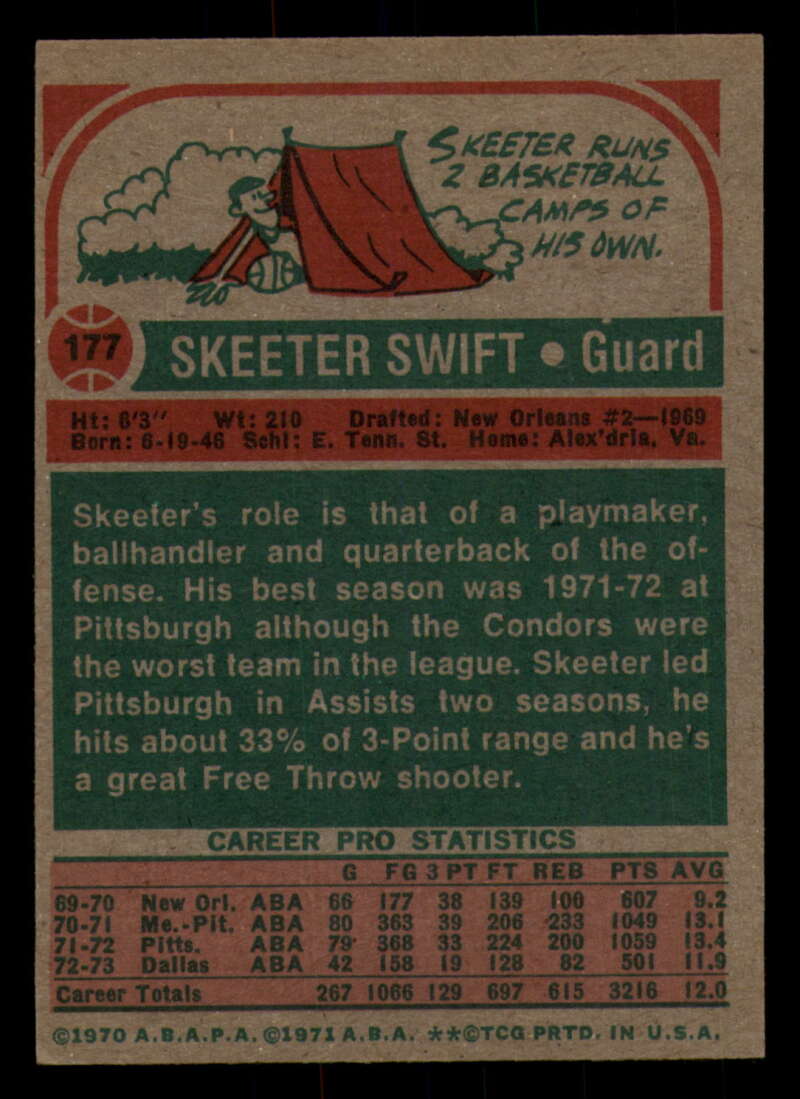 SKEETER RUNS
2 BASKETBALL
CAMPS OF
HIS OWN.
177
SKEETER SWIFT • Guard
Ht: 6'3" Wt: 210 Drafted: New Orleans #2—1969
Born: 6-19-46 Schl: E. Tenn. St. Home: Alex'dria, Va.
Skeeter's role is that of a playmaker,
ballhandler and quarterback of the of-
fense. His best season was 1971-72 at
Pittsburgh although the Condors were
the worst team in the league. Skeeter led
Pittsburgh in Assists two seasons, he
hits about 33% of 3-Point range and he's
a great Free Throw shooter.
CAREER PRO STATISTICS
G FG 3 PT FT REB PTS AVG
69-70 New Orl. ABA 66 177 38 139 100 607 9.2
70-71 Me.-Pit. ABA 80 363 39 206 233 1049 13.1
71-72 Pitts. ABA 79 368 33 224 200 1059 13.4
72-73 Dallas ABA 42 158 19 128 82 501 11.9
Career Totals 267 1066 129 697 615 3216 12.0
©1970 A.B.A.P.A. ©1971 A.B.A. **©TCG PRTD. IN U.S.A.